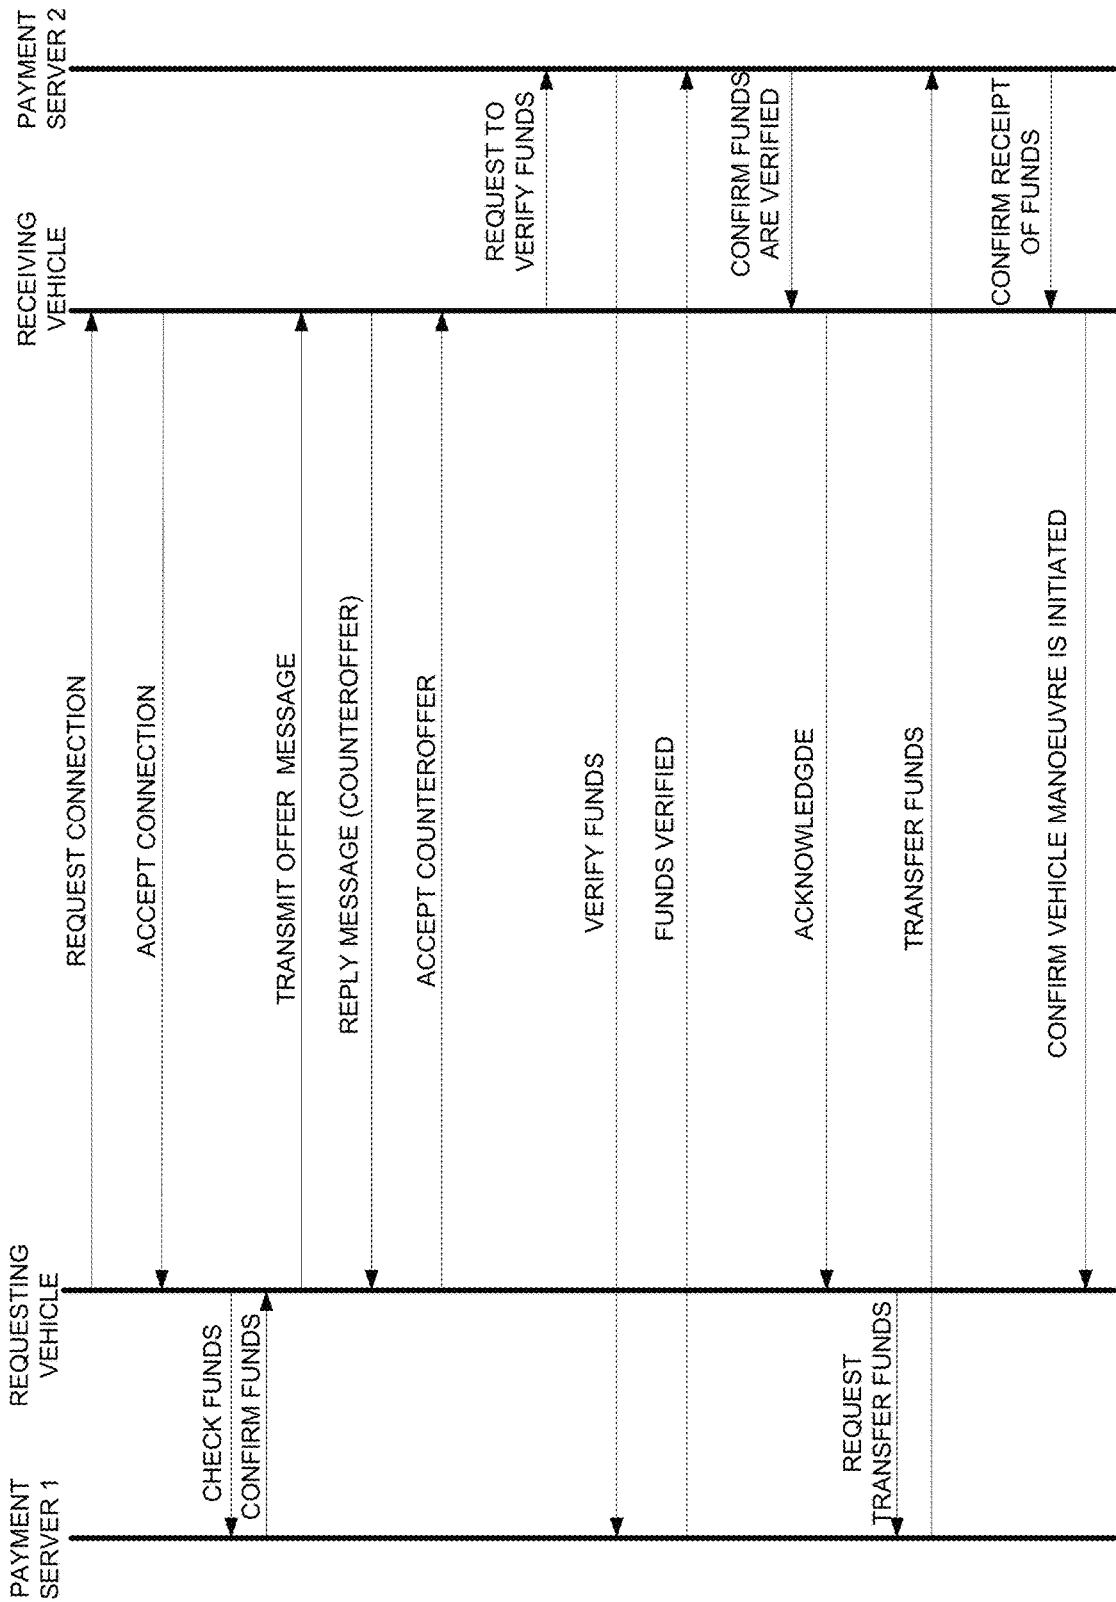 PAYMENT
SERVER 1
REQUESTING
VEHICLE
RECEIVING
VEHICLE
PAYMENT
SERVER 2
REQUEST CONNECTION
ACCEPT CONNECTION
CHECK FUNDS
CONFIRM FUNDS
TRANSMIT OFFER MESSAGE
REPLY MESSAGE (COUNTEROFFER)
ACCEPT COUNTEROFFER
REQUEST TO
VERIFY FUNDS
VERIFY FUNDS
FUNDS VERIFIED
CONFIRM FUNDS
ARE VERIFIED
ACKNOWLEDGDE
REQUEST
TRANSFER FUNDS
TRANSFER FUNDS
CONFIRM RECEIPT
OF FUNDS
CONFIRM VEHICLE MANOEUVRE IS INITIATED